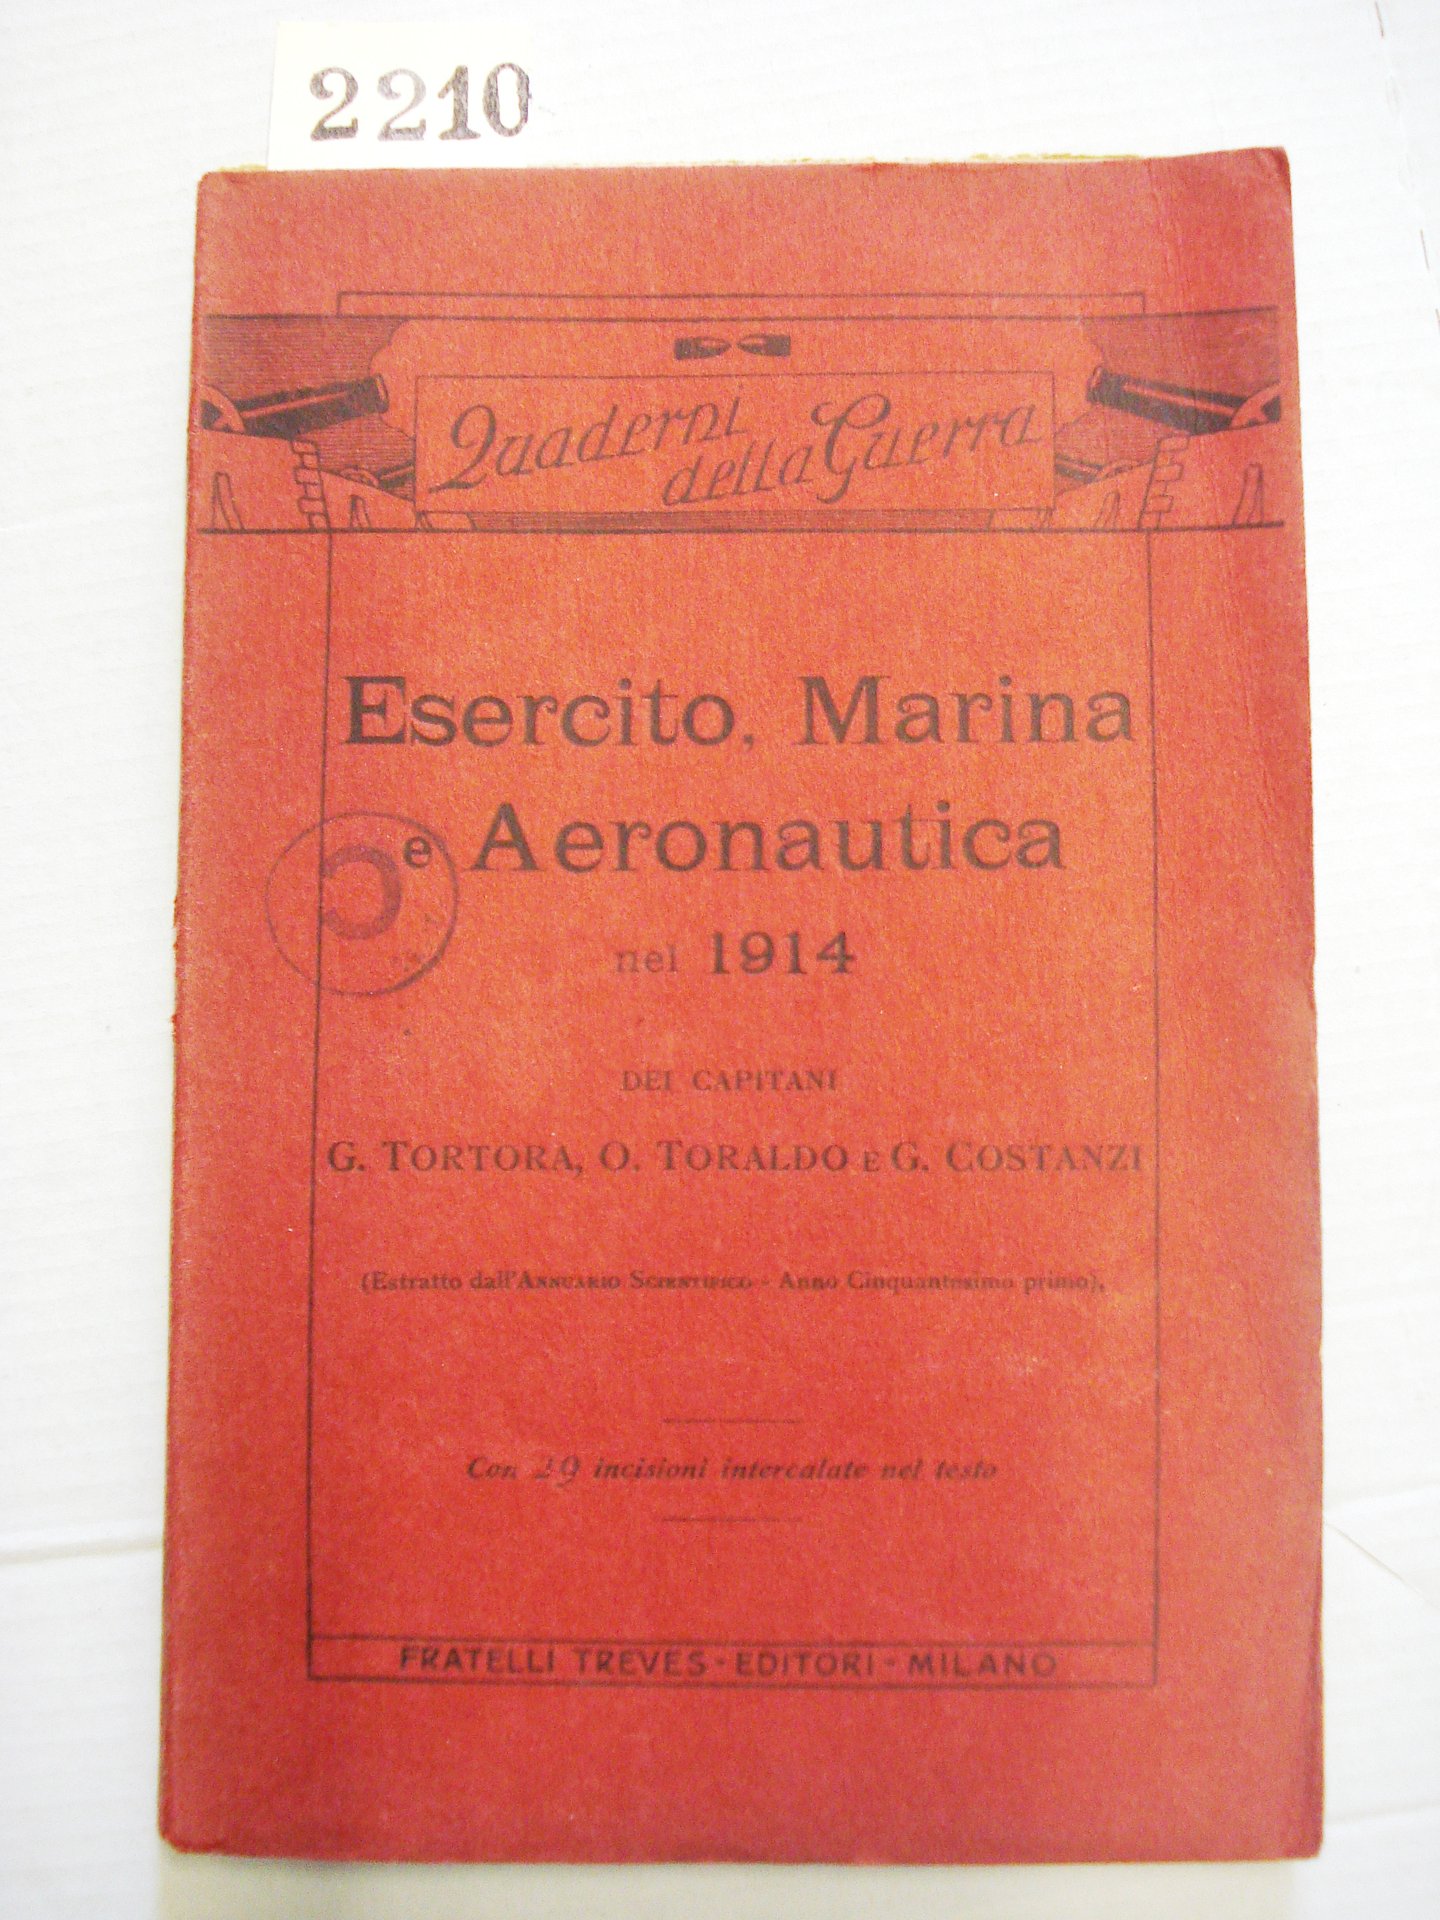 2210
Quaderni
della Guerra
Esercito, Marina
e Aeronautica
nel 1914
DEI CAPITANI
G. TORTORA, O. TORALDO E G. COSTANZI
(Estratto dall'ANNUARIO SCIENTIFICO - Anno Cinquantesimo primo).
Con 29 incisioni intercalate nel testo
FRATELLI TREVES - EDITORI - MILANO